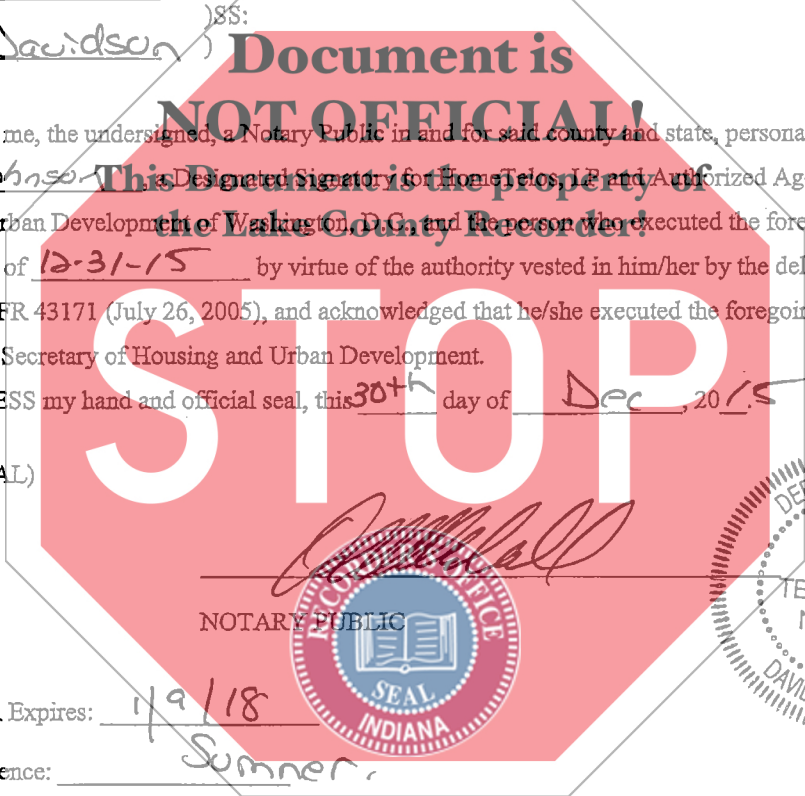 )SS:
Davidson )
Document is
NOT OFFICIAL!
me, the undersigned, a Notary Public in and for said county and state, persona
hnson, a Designated Signatory for HomeTelos, LP and Authorized Ag
This Document is the property of
rban Development of Washington, D.C., and the person who executed the fore
the Lake County Recorder!
of 12-31-15 by virtue of the authority vested in him/her by the del
FR 43171 (July 26, 2005), and acknowledged that he/she executed the foregoin
Secretary of Housing and Urban Development.
ESS my hand and official seal, this 30th day of Dec, 2015
STOP
AL)
NOTARY PUBLIC
RECORDER'S OFFICE
SEAL
INDIANA
DEP
TE
N
DAVID
Expires: 1/9/18
ence: Sumner